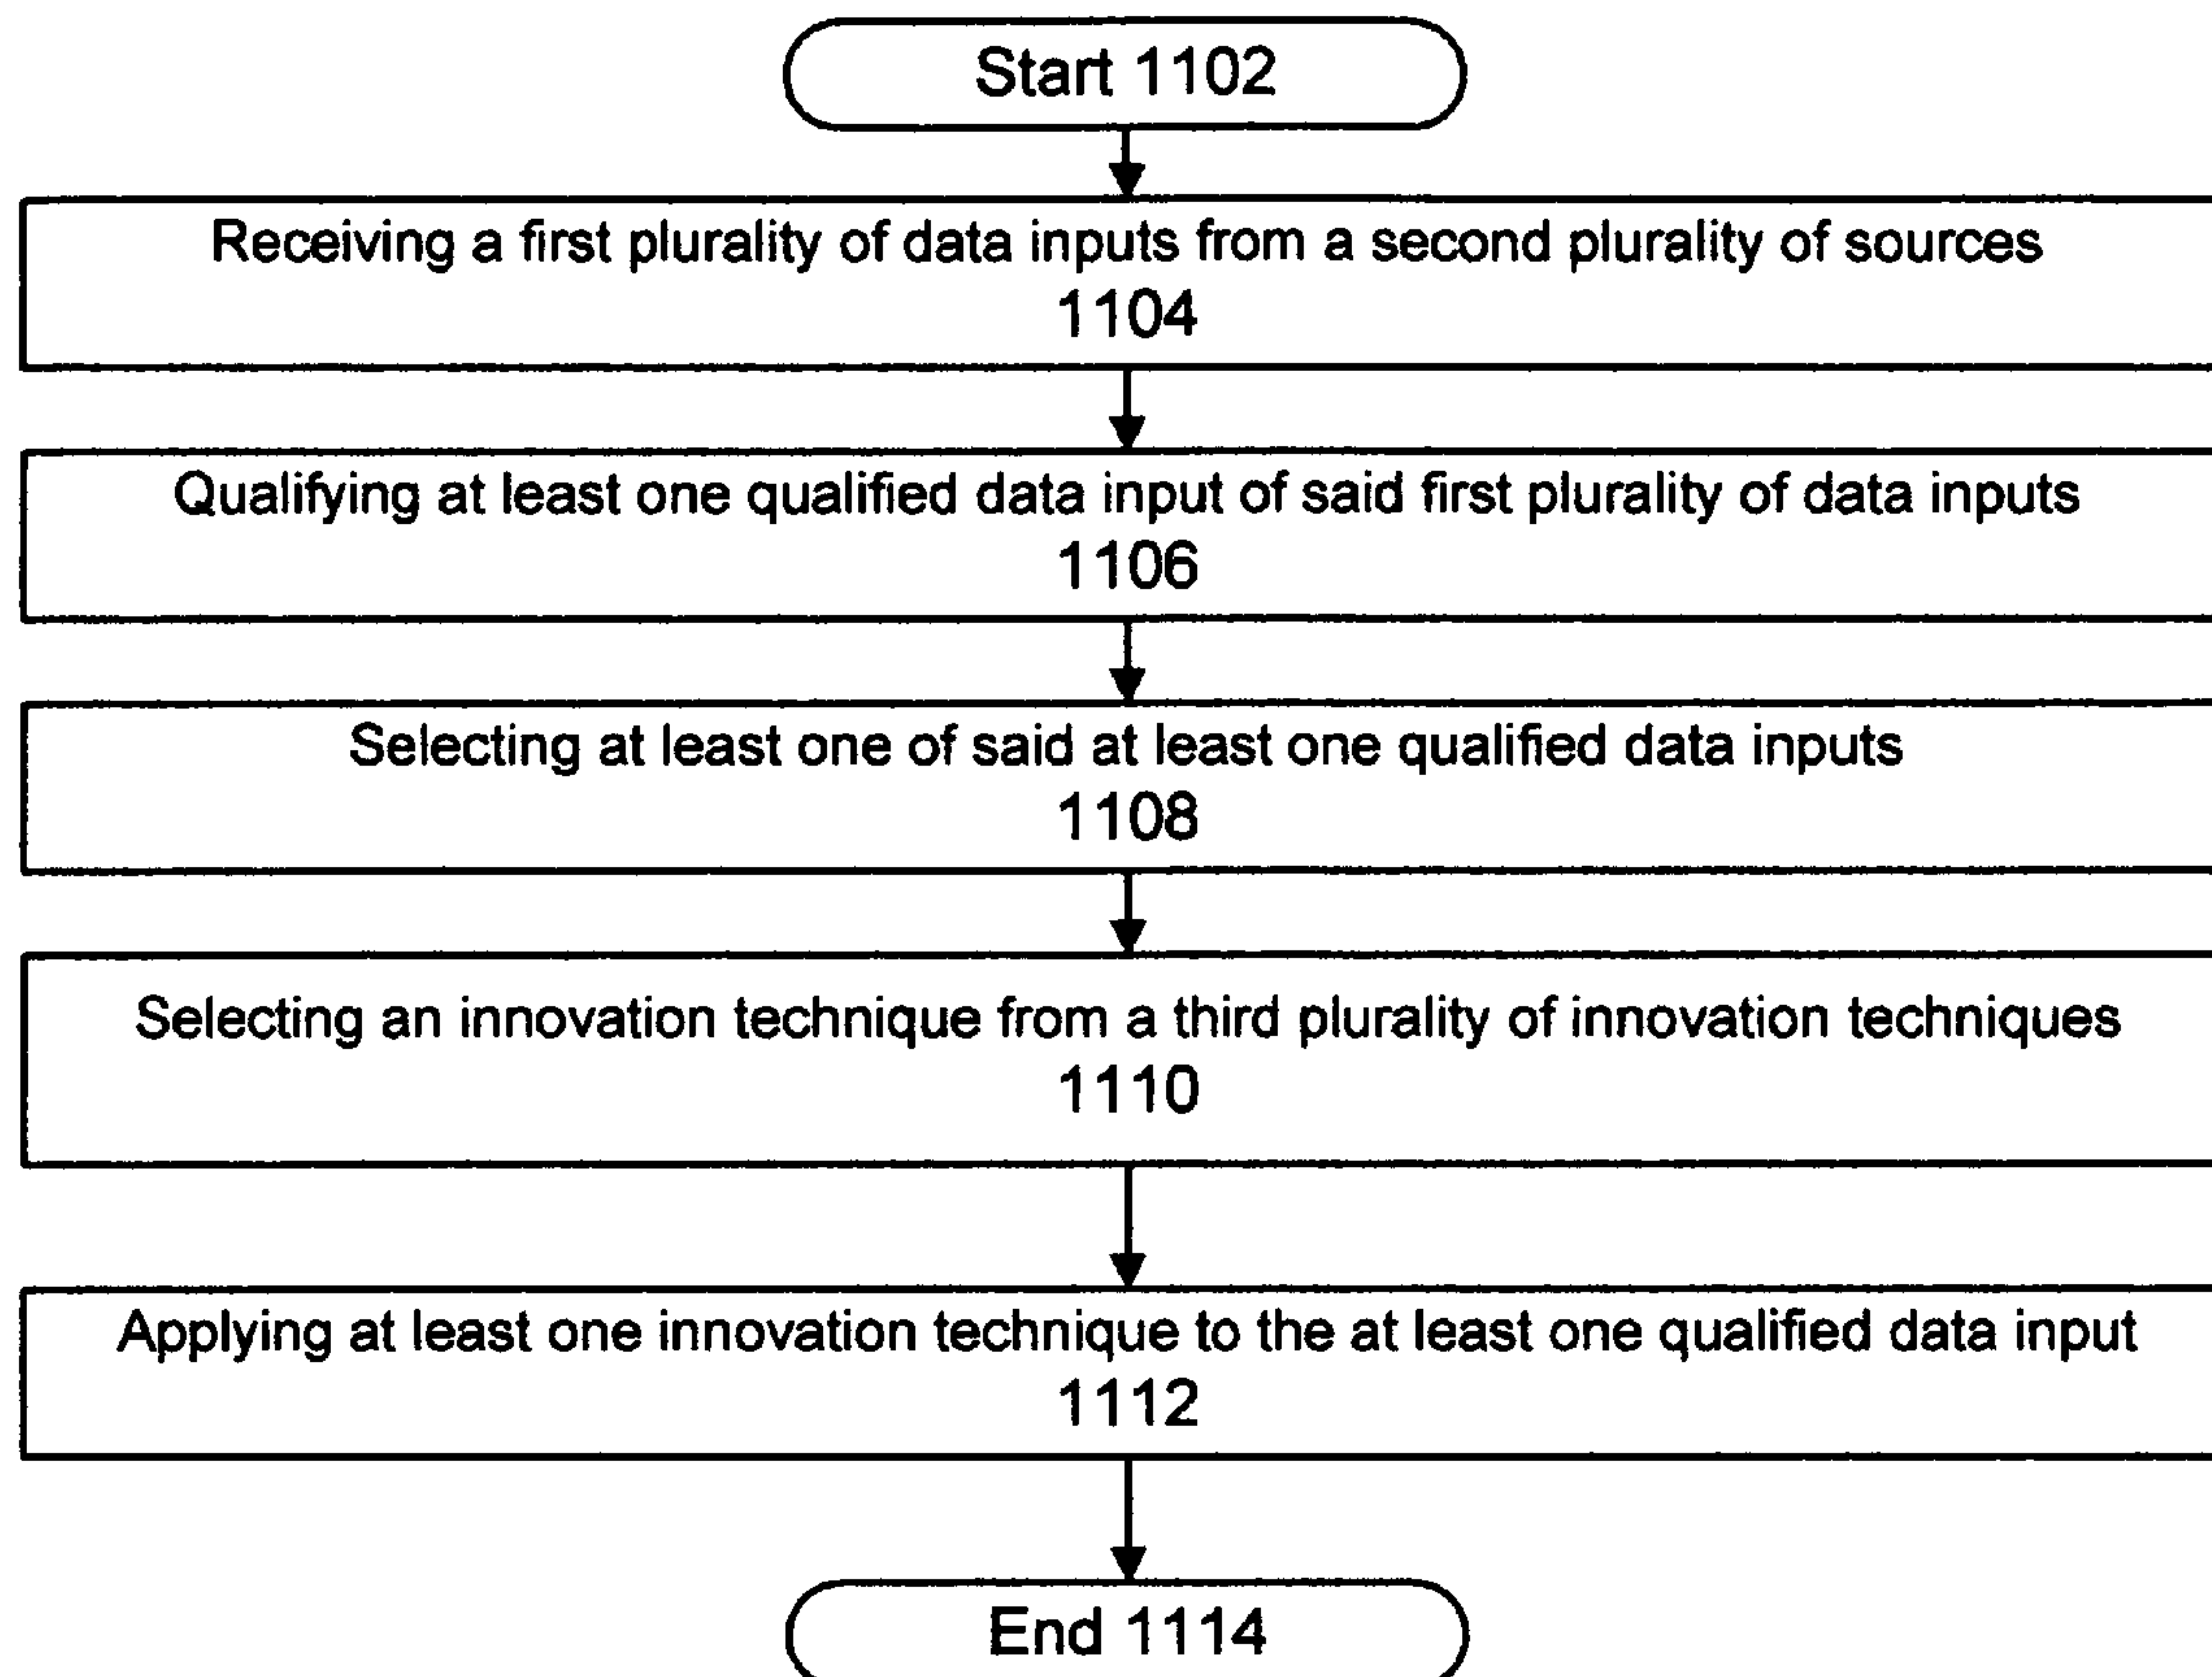 Start 1102
Receiving a first plurality of data inputs from a second plurality of sources
1104
Qualifying at least one qualified data input of said first plurality of data inputs
1106
Selecting at least one of said at least one qualified data inputs
1108
Selecting an innovation technique from a third plurality of innovation techniques
1110
Applying at least one innovation technique to the at least one qualified data input
1112
End 1114